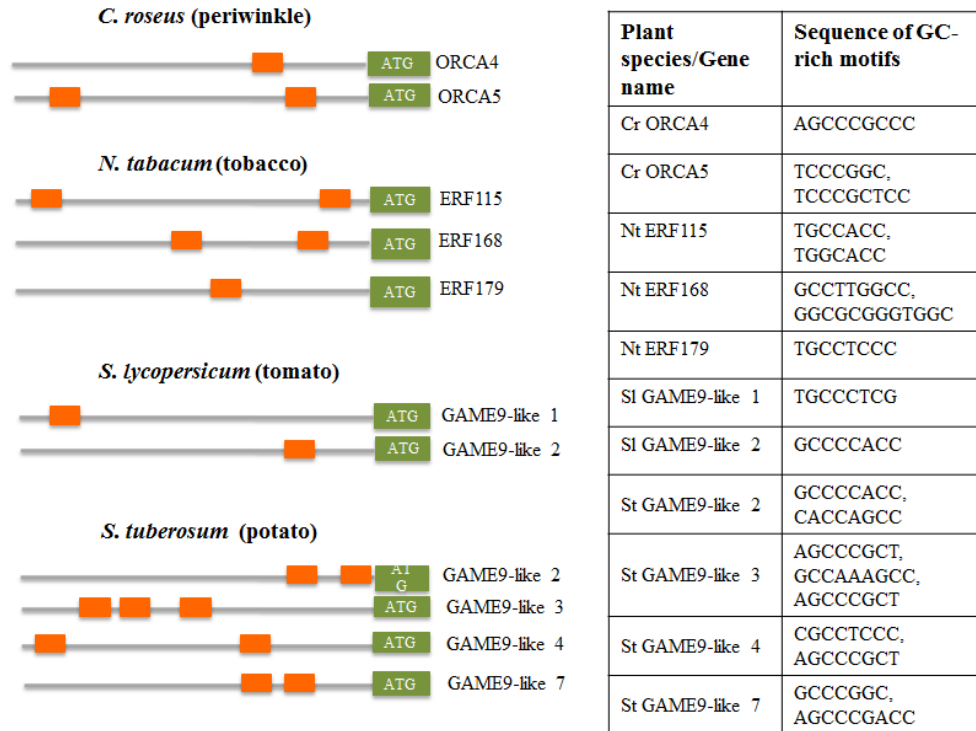 C. roseus (periwinkle)
ATG ORCA4
ATG ORCA5
N. tabacum (tobacco)
ATG ERF115
ATG ERF168
ATG ERF179
S. lycopersicum (tomato)
ATG GAME9-like 1
ATG GAME9-like 2
S. tuberosum (potato)
AT
G
GAME9-like 2
ATG GAME9-like 3
ATG GAME9-like 4
ATG GAME9-like 7
Plant
species/Gene
name
Sequence of GC-
rich motifs
Cr ORCA4
AGCCCGCCC
Cr ORCA5
TCCCGGC,
TCCCGCTCC
Nt ERF115
TGCCACC,
TGGCACC
Nt ERF168
GCCTTGGCC,
GGCGCGGGTGGC
Nt ERF179
TGCCTCCC
Sl GAME9-like 1
TGCCCTCG
Sl GAME9-like 2
GCCCCACC
St GAME9-like 2
GCCCCACC,
CACCAGCC
St GAME9-like 3
AGCCCGCT,
GCCAAAGCC,
AGCCCGCT
St GAME9-like 4
CGCCTCCC,
AGCCCGCT
St GAME9-like 7
GCCCGGC,
AGCCCGACC